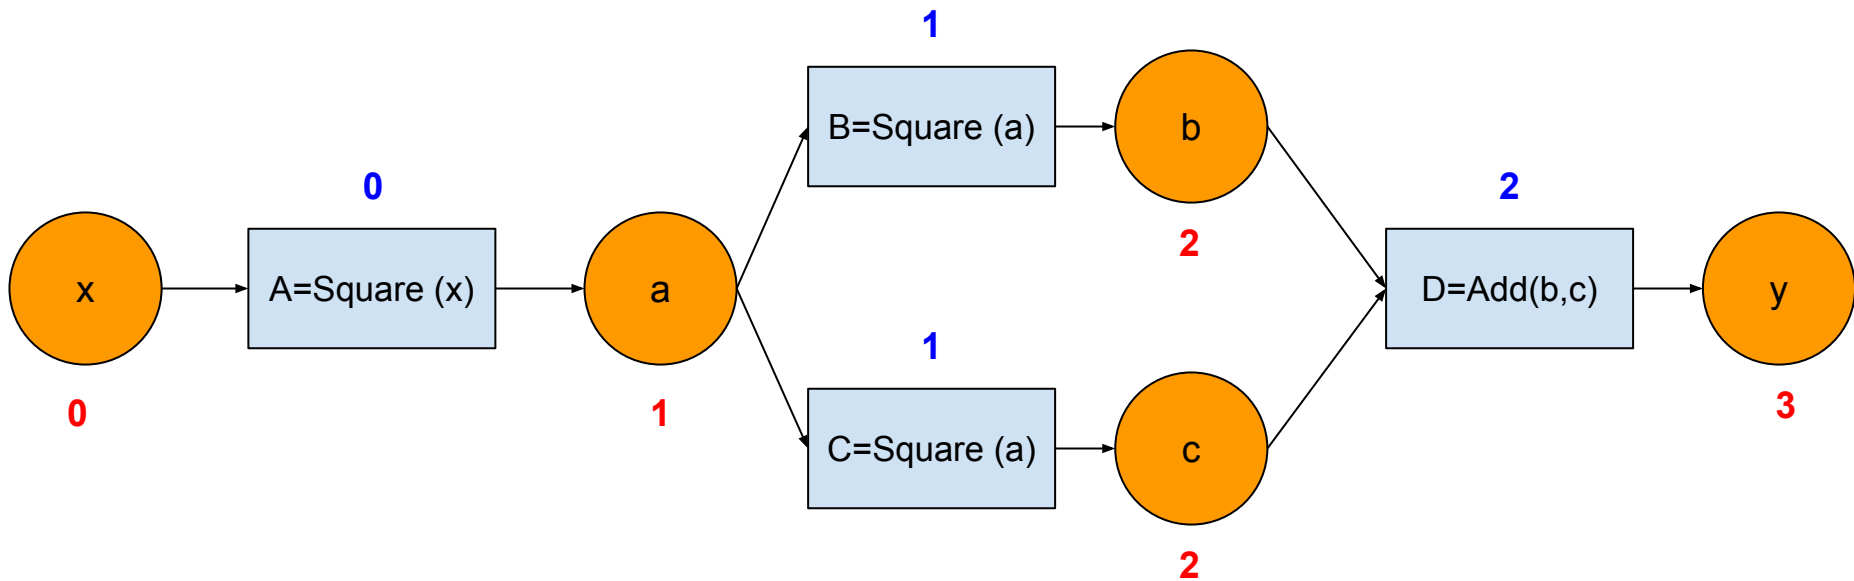 1
B=Square (a)
b
0
2
2
x
A=Square (x)
a
D=Add(b,c)
y
0
1
1
3
C=Square (a)
c
2